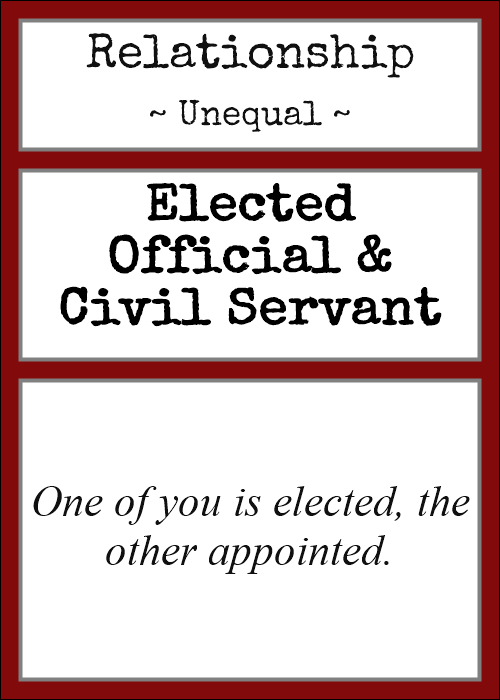 Relationship
~ Unequal ~
Elected
Official &
Civil Servant
One of you is elected, the
other appointed.